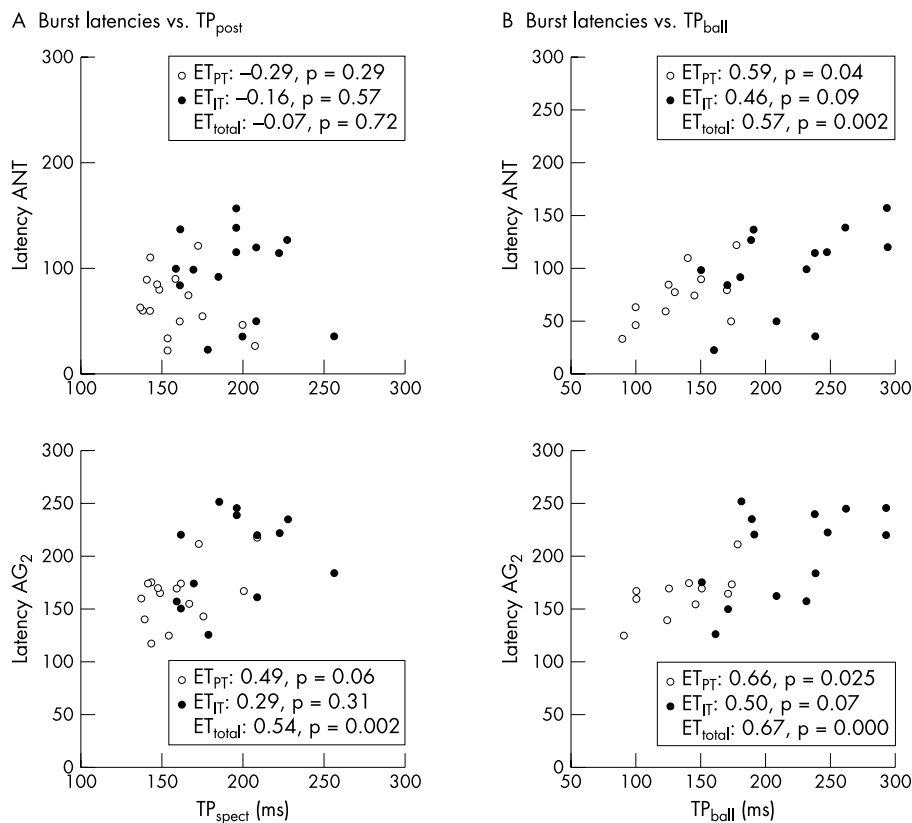 A Burst latencies vs. TPpost
300
250
200
150
100
50
0
Latency ANT
○ ETPT: –0.29, p = 0.29
● ETIT: –0.16, p = 0.57
ETtotal: –0.07, p = 0.72
100 150 200 250 300
B Burst latencies vs. TPball
300
250
200
150
100
50
0
Latency ANT
○ ETPT: 0.59, p = 0.04
● ETIT: 0.46, p = 0.09
ETtotal: 0.57, p = 0.002
50 100 150 200 250 300
300
250
200
150
100
50
0
Latency AG2
○ ETPT: 0.49, p = 0.06
● ETIT: 0.29, p = 0.31
ETtotal: 0.54, p = 0.002
100 150 200 250 300
TPspect (ms)
300
250
200
150
100
50
0
Latency AG2
○ ETPT: 0.66, p = 0.025
● ETIT: 0.50, p = 0.07
ETtotal: 0.67, p = 0.000
50 100 150 200 250 300
TPball (ms)